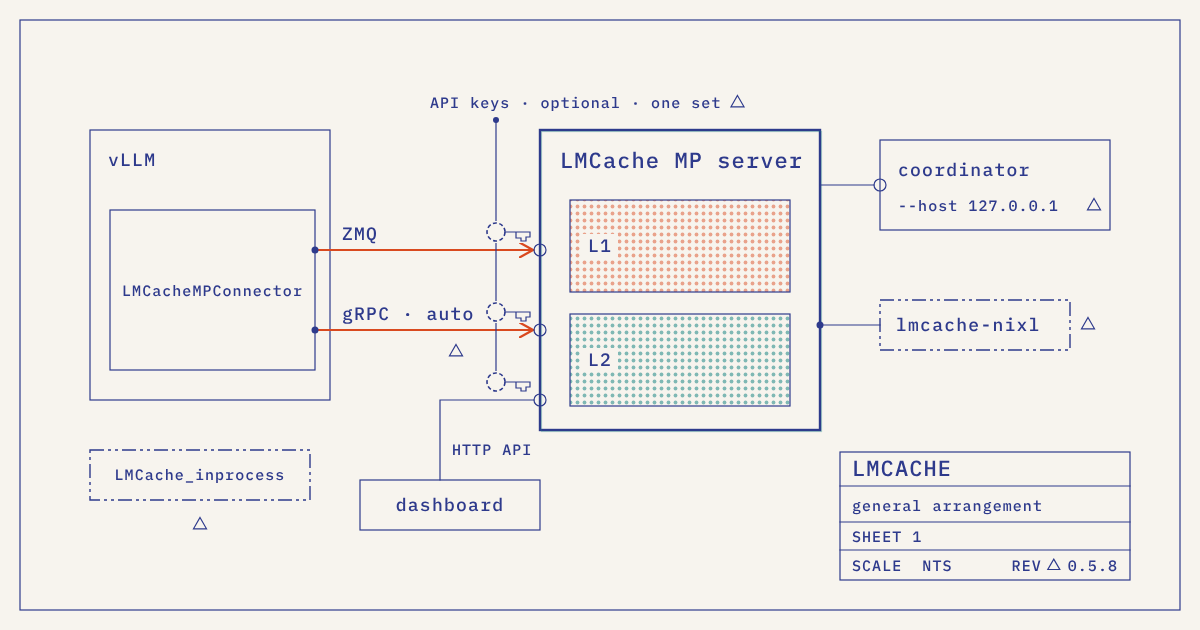 API keys · optional · one set △
vLLM
LMCacheMPConnector
ZMQ
gRPC · auto
LMCache MP server
L1
L2
coordinator
--host 127.0.0.1
lmcache-nixl
HTTP API
dashboard
LMCache_inprocess
LMCACHE
general arrangement
SHEET 1
SCALE NTS REV △ 0.5.8